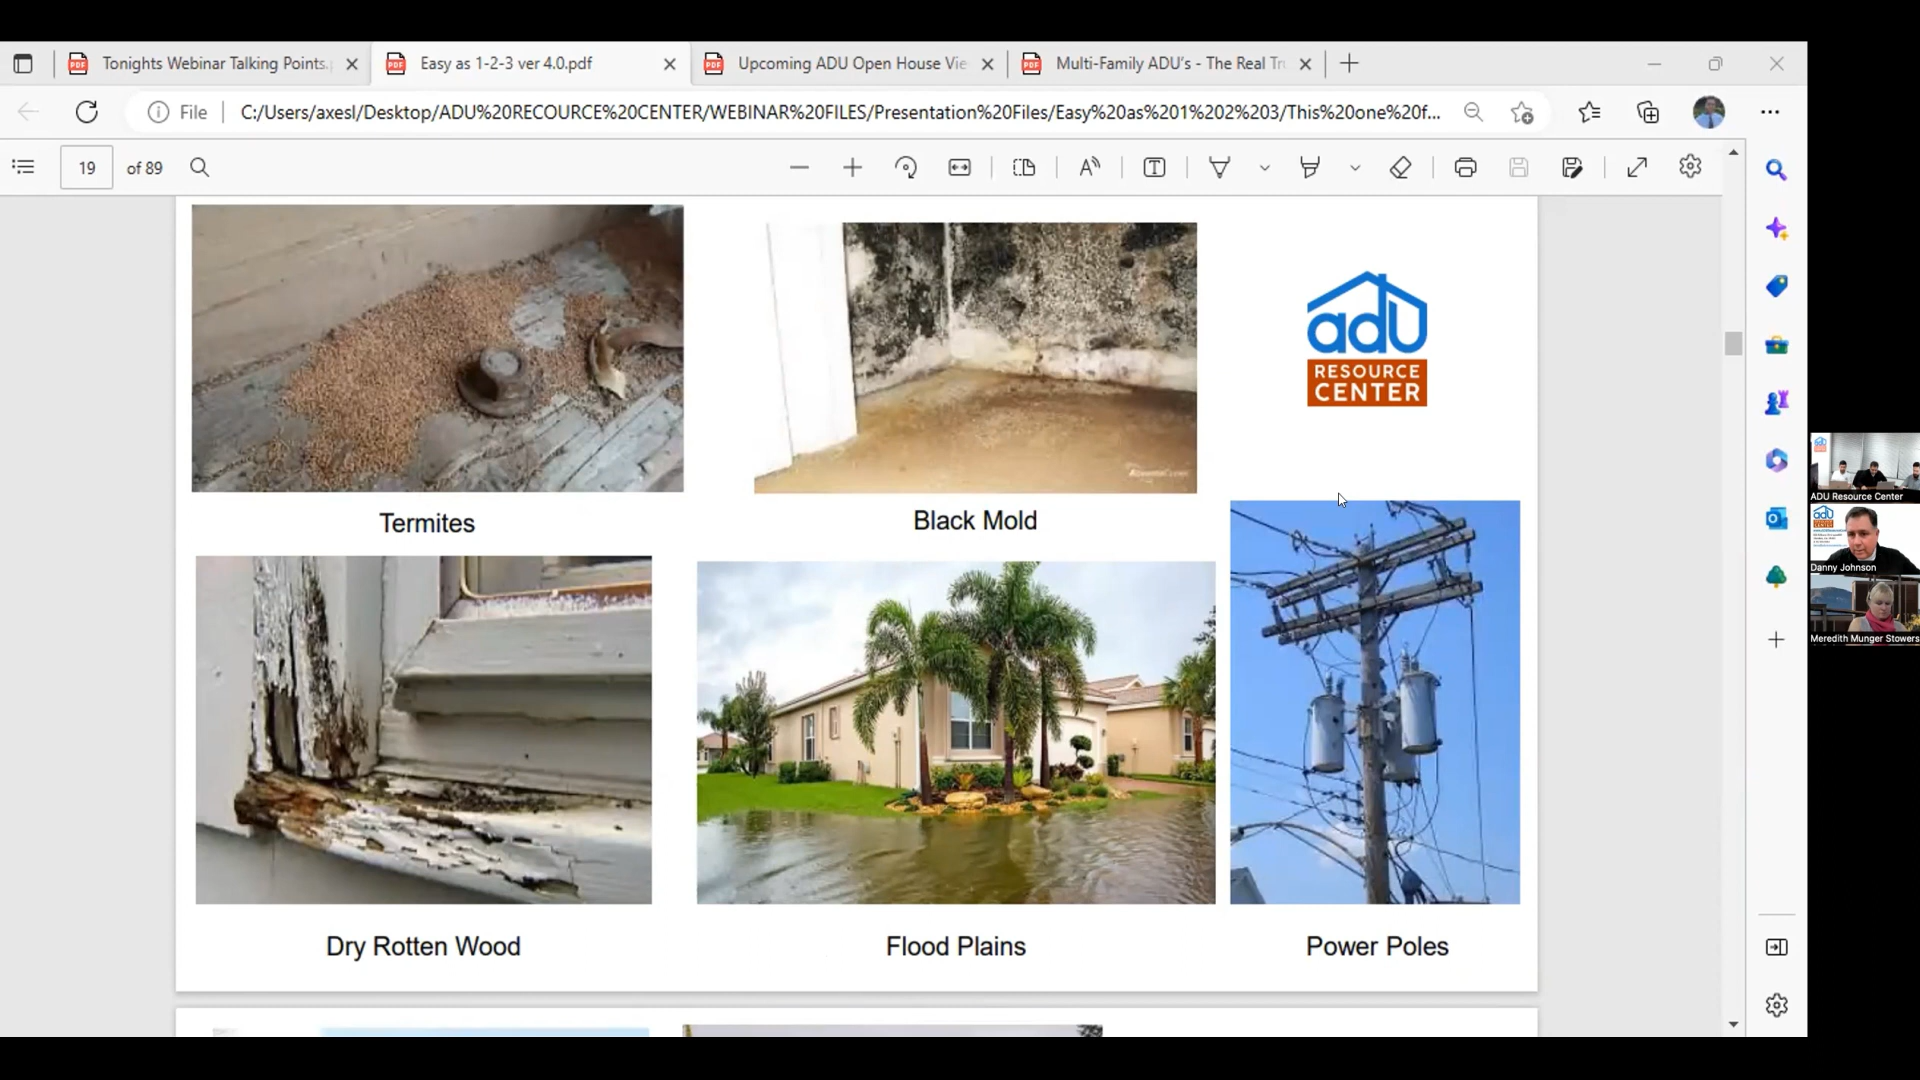 Tonights Webinar Talking Points.
Easy as 1-2-3 ver 4.0.pdf
Upcoming ADU Open House Vie
Multi-Family ADU's - The Real Tr
File
C:/Users/axesl/Desktop/ADU%20RECOURCE%20CENTER/WEBINAR%20FILES/Presentation%20Files/Easy%20as%201%202%203/This%20one%20f...
19 of 89
adu
RESOURCE
CENTER
Termites
Black Mold
Dry Rotten Wood
Flood Plains
Power Poles
ADU Resource Center
Danny Johnson
Meredith Munger Stowers